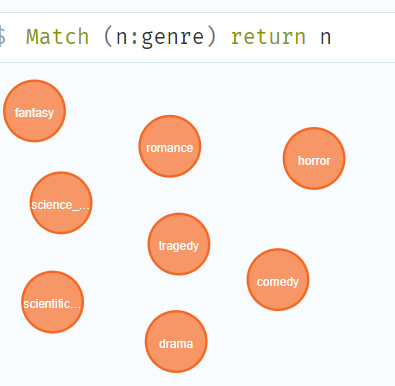 $ Match (n:genre) return n
fantasy
romance
horror
science_...
tragedy
comedy
scientific...
drama